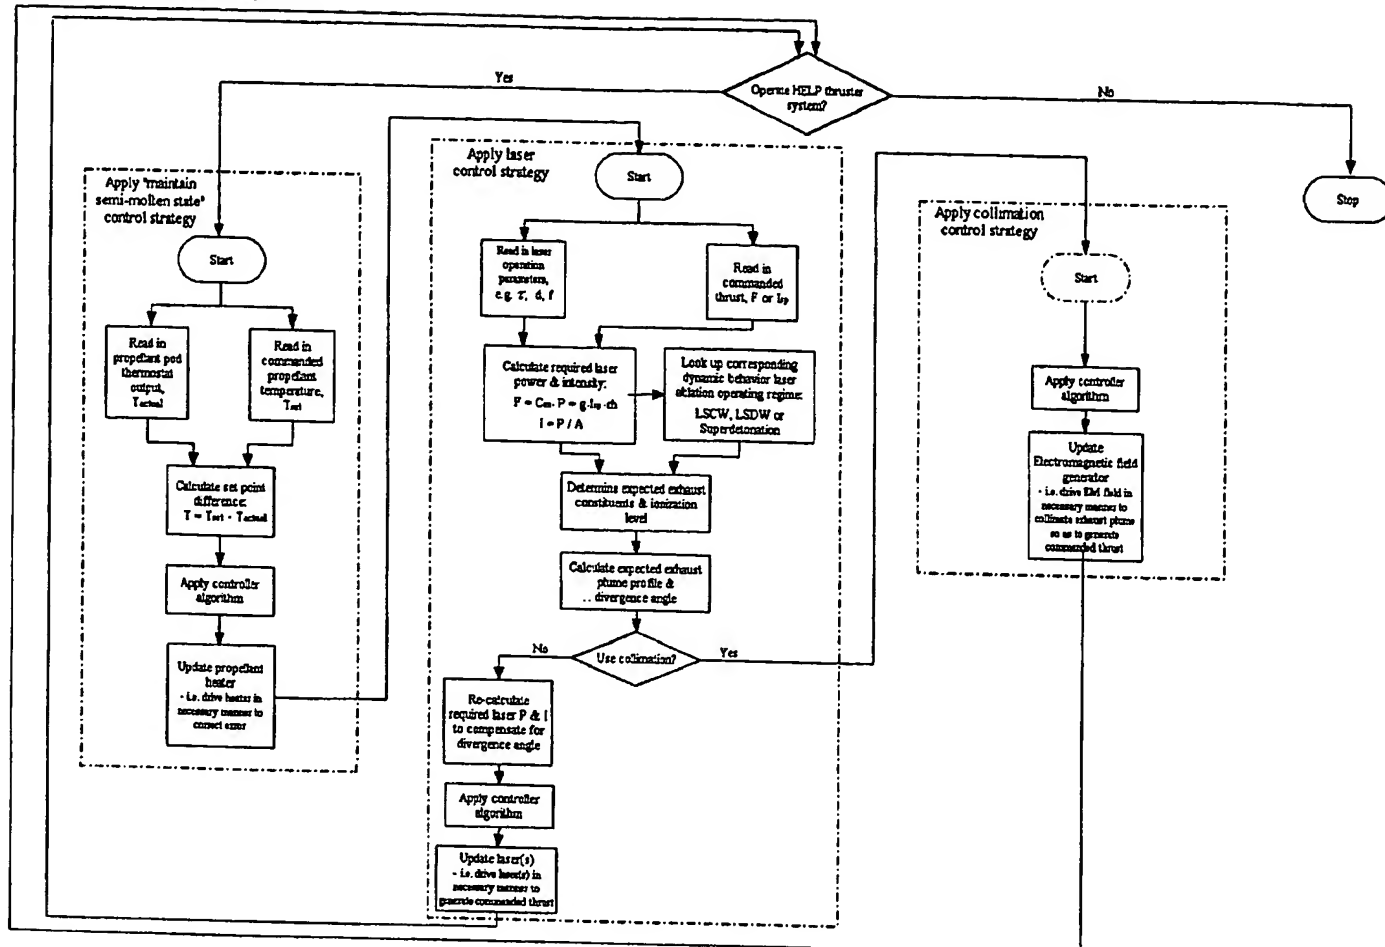 Operate HELP thruster
system?
Yes
No
Stop
Apply "maintain
semi-molten state"
control strategy
Start
Read in
propellant pod
thermostat
output,
Tactual
Read in
commanded
propellant
temperature,
Tset
Calculate set point
difference:
T = Tset - Tactual
Apply controller
algorithm
Update propellant
heater
- i.e. drive heater in
necessary manner to
correct error
Apply laser
control strategy
Start
Read in laser
operation
parameters,
e.g. τ, d, f
Read in
commanded
thrust, F or Isp
Calculate required laser
power & intensity:
F = Cm. P = g.Isp.
I = P / A
Look up corresponding
dynamic behavior laser
ablation operating regime:
LSCW, LSDW or
Superdetonation
Determine expected exhaust
constituents & ionization
level
Calculate expected exhaust
plume profile &
divergence angle
Use collimation?
No
Yes
Re-calculate
required laser P & I
to compensate for
divergence angle
Apply controller
algorithm
Update laser(s)
- i.e. drive laser(s) in
necessary manner to
generate commanded thrust
Apply collimation
control strategy
Start
Apply controller
algorithm
Update
Electromagnetic field
generator
- i.e. drive EM field in
necessary manner to
collimate exhaust plume
so as to generate
commanded thrust